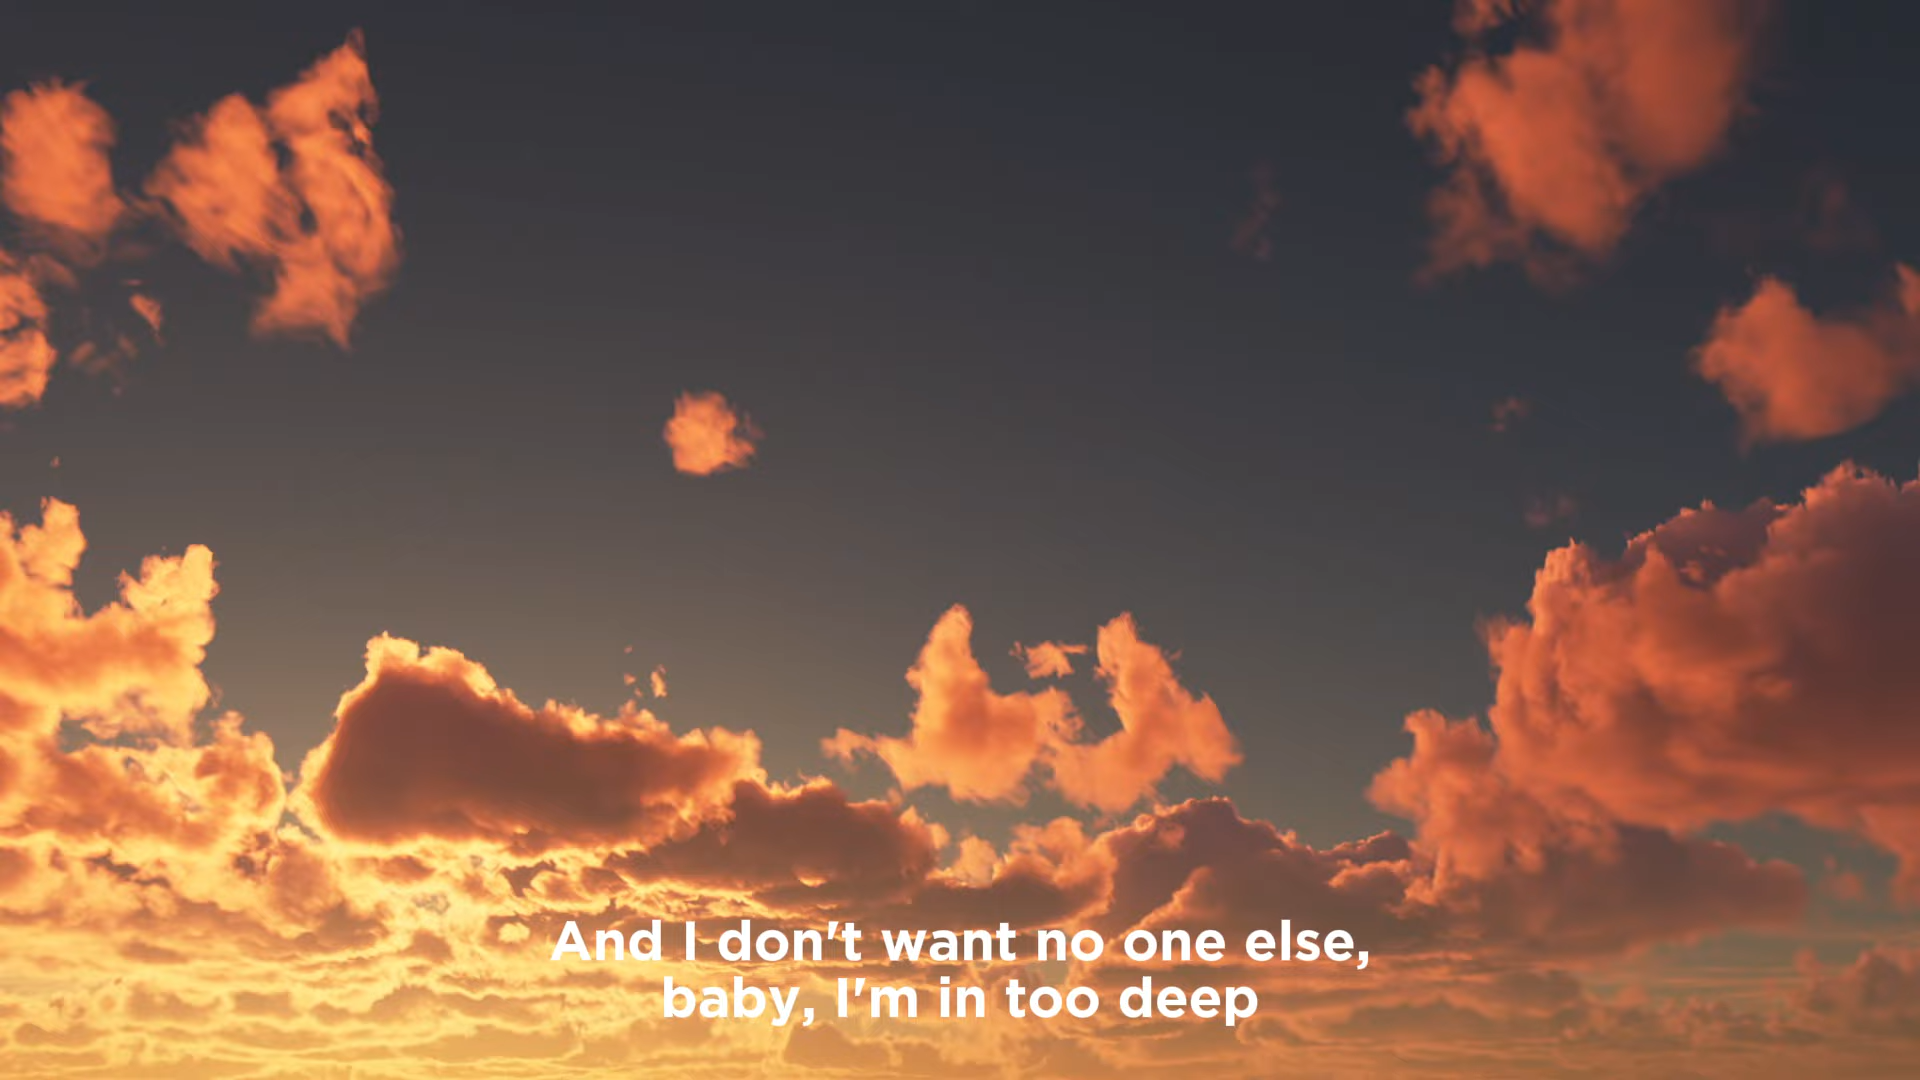 And I don't want no one else,
baby, I'm in too deep